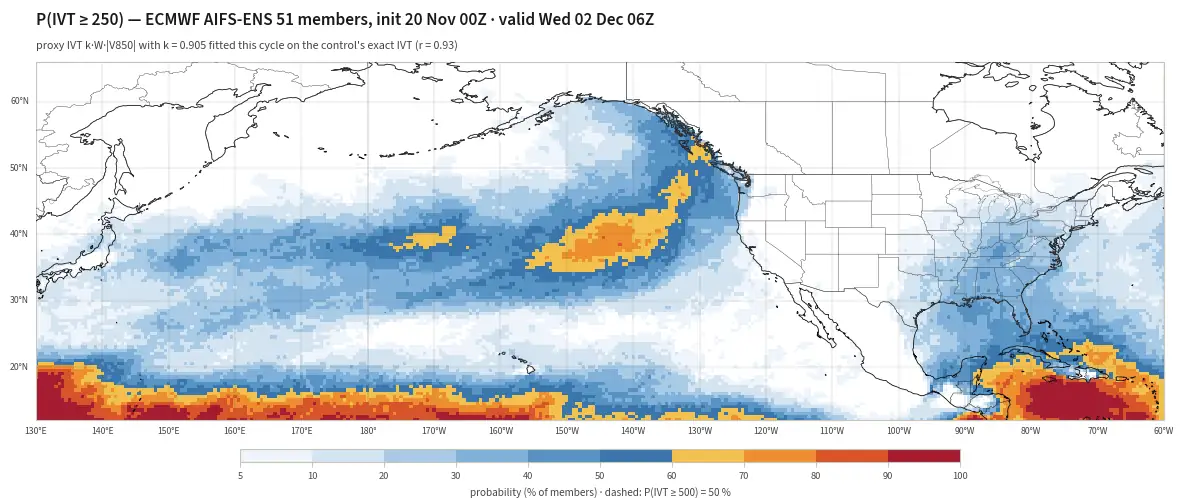 P(IVT ≥ 250) — ECMWF AIFS-ENS 51 members, init 20 Nov 00Z · valid Wed 02 Dec 06Z
proxy IVT k·W·|V850| with k = 0.905 fitted this cycle on the control's exact IVT (r = 0.93)
60°N
50°N
40°N
30°N
20°N
130°E 140°E 150°E 160°E 170°E 180° 170°W 160°W 150°W 140°W 130°W 120°W 110°W 100°W 90°W 80°W 70°W 60°W
5 10 20 30 40 50 60 70 80 90 100
probability (% of members) · dashed: P(IVT ≥ 500) = 50 %